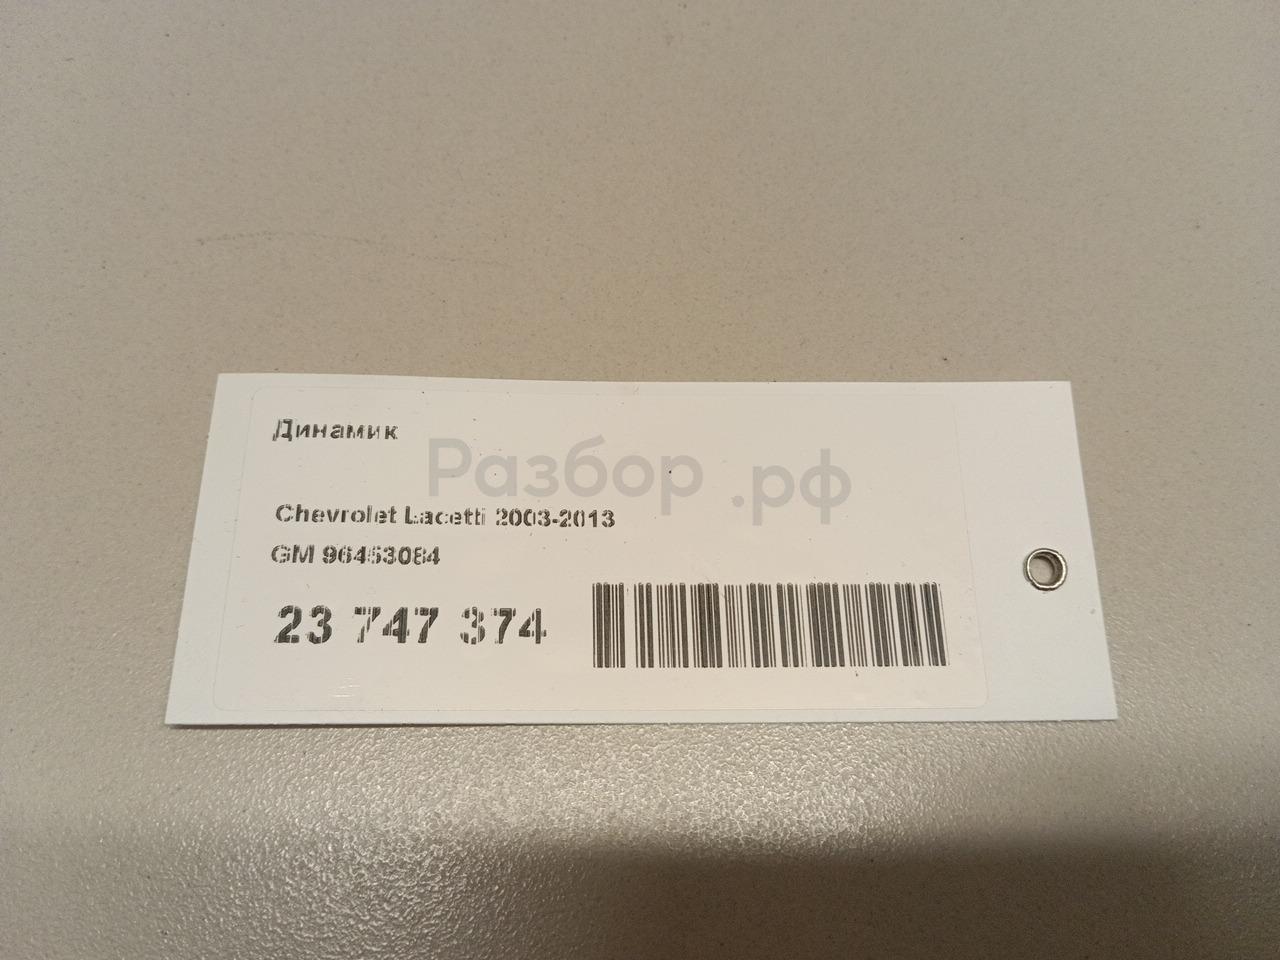 Динамик
Разбор.рф
Chevrolet Lacetti 2003-2013
GM 96453084
23 747 374